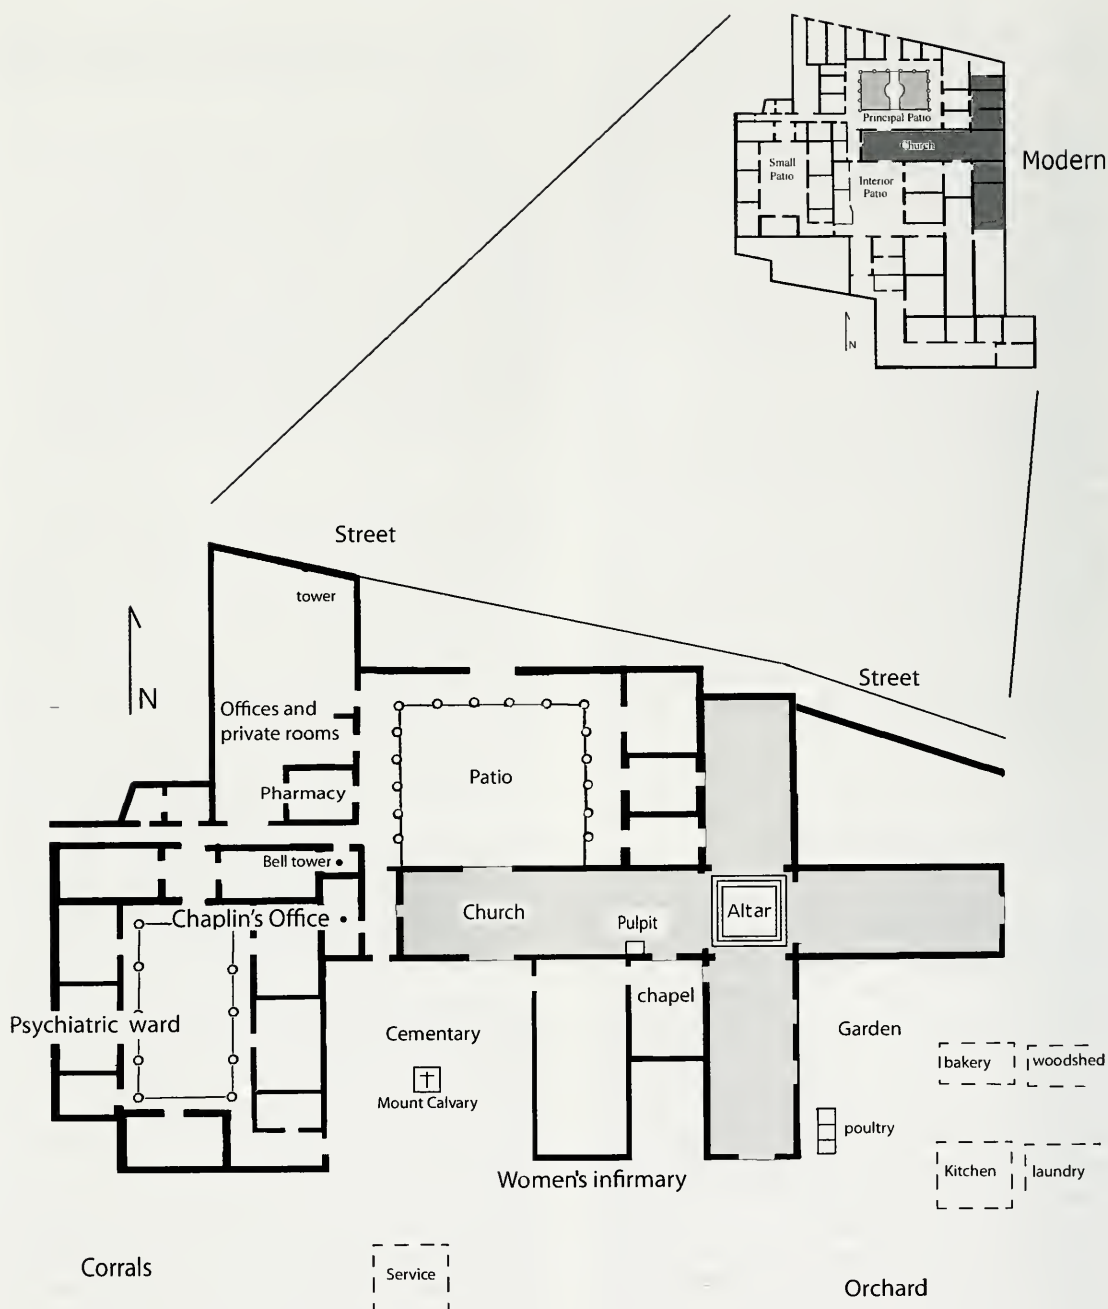 Principal Patio
Church
Modern
Small
Patio
Interior
Patio
N
Street
tower
Street
N
Offices and
private rooms
Patio
Pharmacy
Bell tower
Chaplin's Office
Church
Pulpit
Altar
chapel
Psychiatric ward
Cementary
Garden
bakery
woodshed
Mount Calvary
poultry
Women's infirmary
Kitchen
laundry
Corrals
Service
Orchard